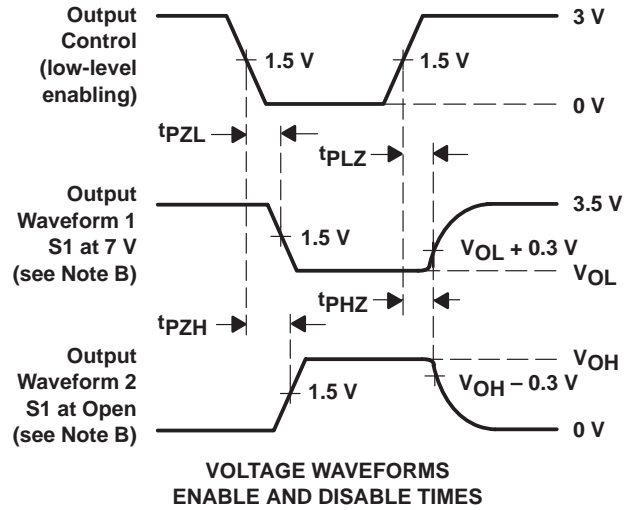 Output
Control
(low-level
enabling)
3 V
1.5 V
1.5 V
0 V
tPZL
tPLZ
Output
Waveform 1
S1 at 7 V
(see Note B)
3.5 V
1.5 V
VOL + 0.3 V
VOL
tPHZ
tPZH
Output
Waveform 2
S1 at Open
(see Note B)
VOH
1.5 V
VOH – 0.3 V
0 V
VOLTAGE WAVEFORMS
ENABLE AND DISABLE TIMES